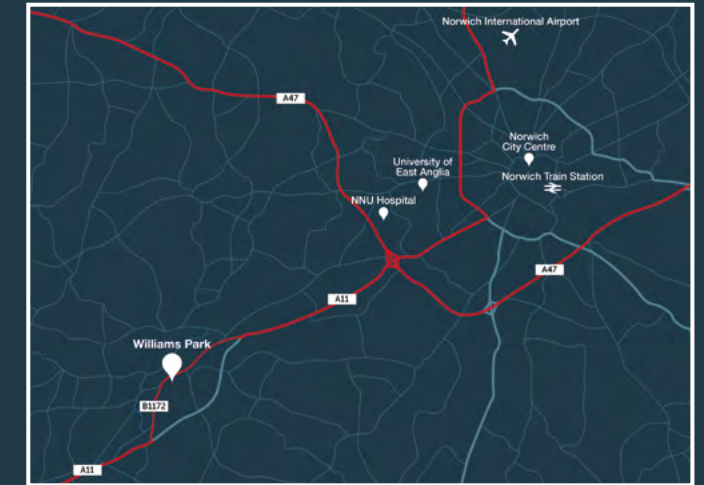 Norwich International Airport
A47
Norwich
City Centre
University of
East Anglia
Norwich Train Station
NNU Hospital
A47
A11
Williams Park
B1172
A11